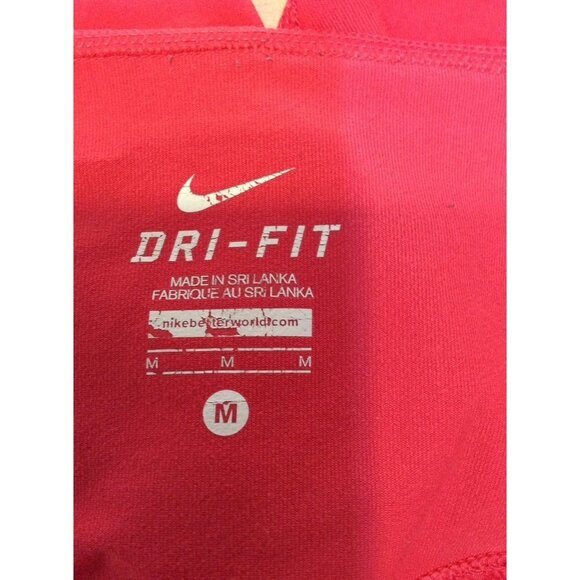 DRI-FIT
MADE IN SRI LANKA
FABRIQUE AU SRI LANKA
nikebetterworld.com
M M M
M